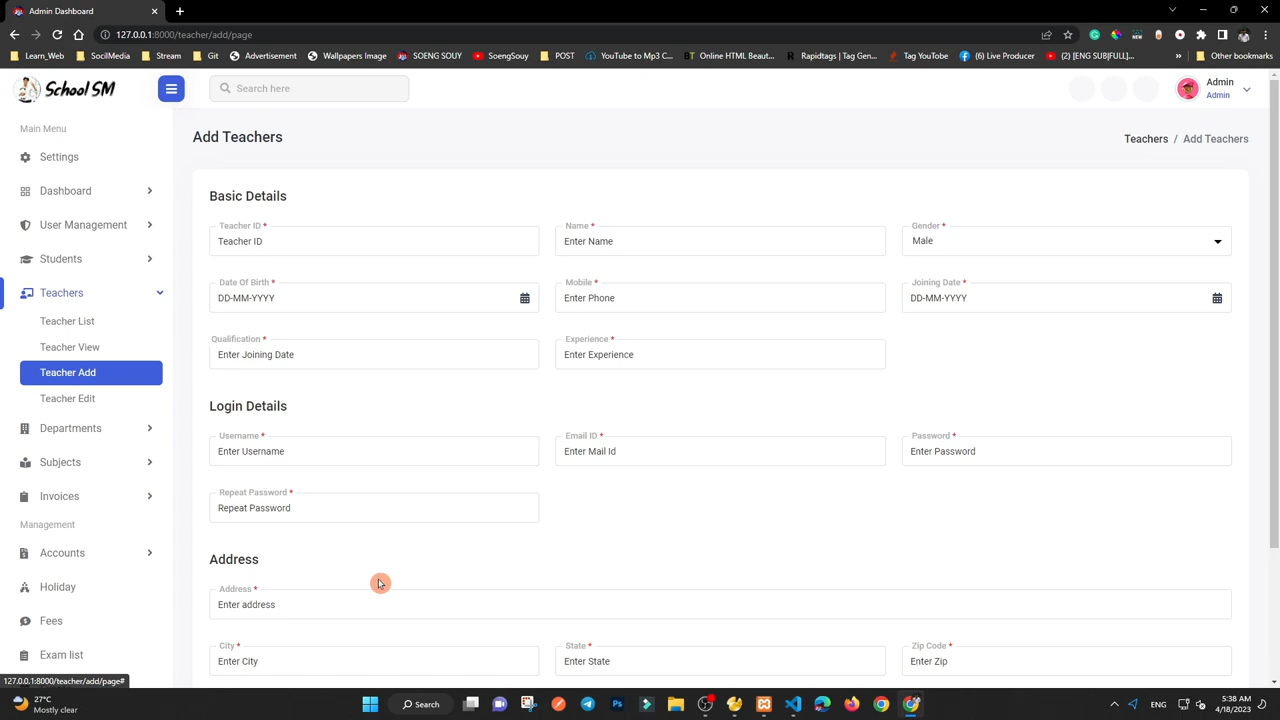 Admin Dashboard
127.0.0.1:8000/teacher/add/page
Learn_Web SocilMedia Stream Git Advertisement Wallpapers Image SOENG SOUY SoengSouy POST YouTube to Mp3 C... Online HTML Beaut... Rapidtags | Tag Gen... Tag YouTube (6) Live Producer (2) [ENG SUB]FULL]... » Other bookmarks
School SM
Search here
Admin
Admin
Main Menu
Settings
Dashboard
User Management
Students
Teachers
Teacher List
Teacher View
Teacher Add
Teacher Edit
Departments
Subjects
Invoices
Management
Accounts
Holiday
Fees
Exam list
127.0.0.1:8000/teacher/add/page#
Add Teachers
Teachers / Add Teachers
Basic Details
Teacher ID * Name * Gender *
Teacher ID Enter Name Male
Date Of Birth * Mobile * Joining Date *
DD-MM-YYYY Enter Phone DD-MM-YYYY
Qualification * Experience *
Enter Joining Date Enter Experience
Login Details
Username * Email ID * Password *
Enter Username Enter Mail Id Enter Password
Repeat Password *
Repeat Password
Address
Address *
Enter address
City * State * Zip Code *
Enter City Enter State Enter Zip
27°C
Mostly clear
Search
ENG
5:38 AM
4/18/2023